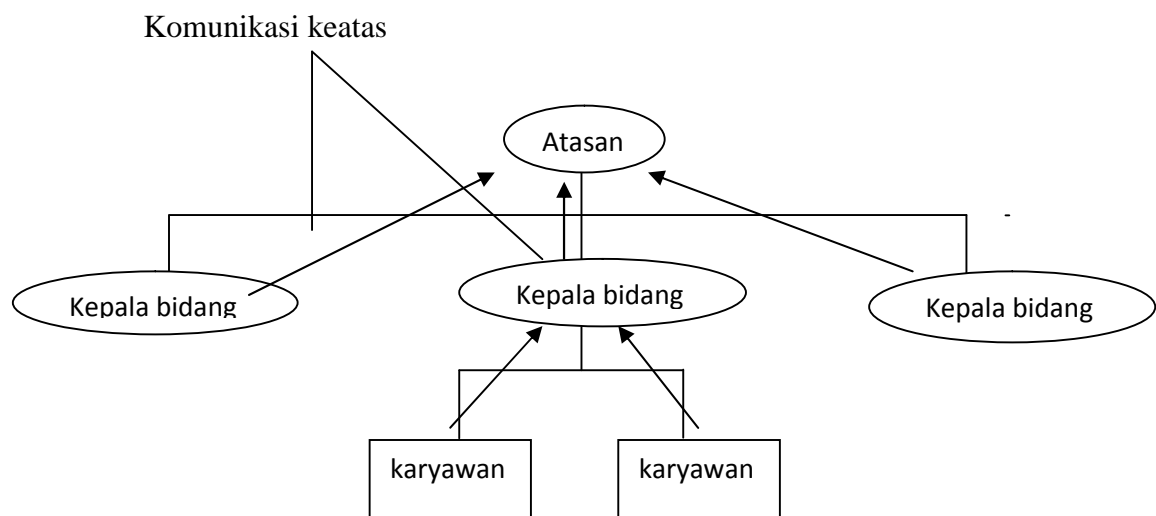 Komunikasi keatas
Atasan
Kepala bidang
Kepala bidang
Kepala bidang
karyawan
karyawan